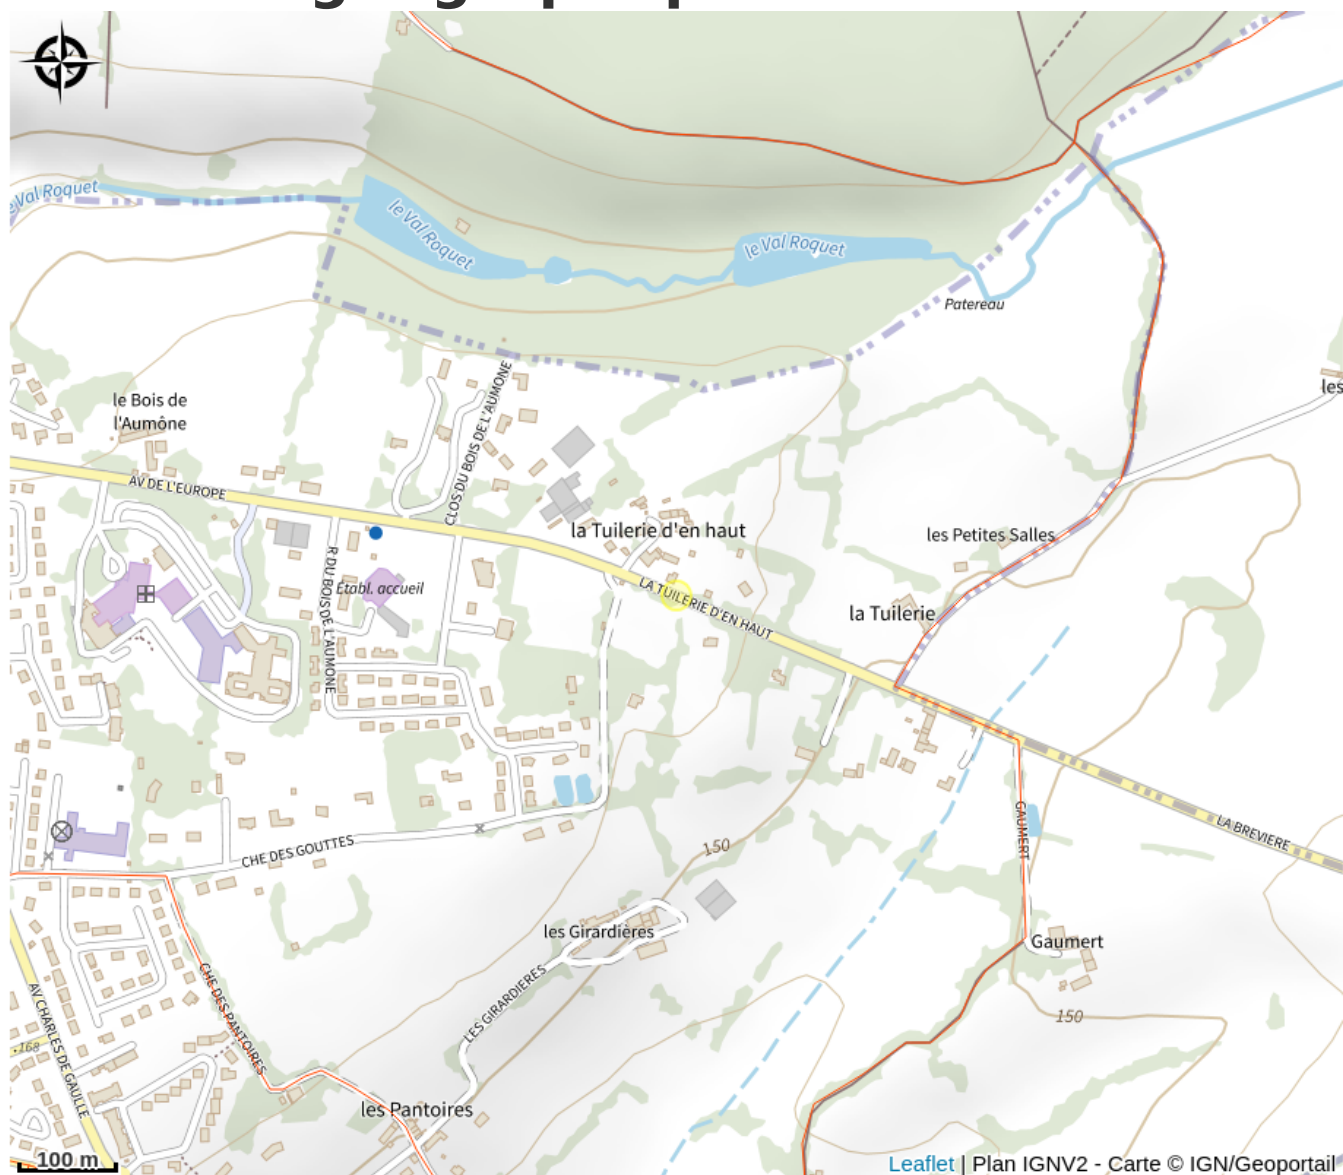 le Val Roquet
le Val Roquet
le Val Roquet
Patereau
les
le Bois de
l'Aumône
CLOS DU BOIS DE L'AUMONE
AV DE L'EUROPE
la Tuilerie d'en haut
les Petites Salles
R DU BOIS DE L'AUMONE
Établ. accueil
LA TUILERIE D'EN HAUT
la Tuilerie
GAUMERT
LA BREVIERE
CHE DES GOUTTES
150
les Girardières
Gaumert
CHE DES PANTOIRES
LES GIRARDIERES
AV CHARLES DE GAULLE
150
168
les Pantoires
100 m
Leaflet | Plan IGNV2 - Carte © IGN/Geoportail